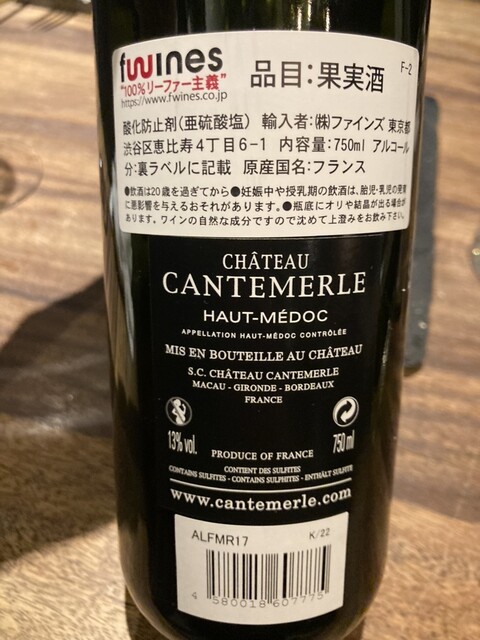 fwines
"100%リーファー主義"
https://www.fwines.co.jp
品目:果実酒
F-2
酸化防止剤(亜硫酸塩) 輸入者:(株)ファインズ 東京都
渋谷区恵比寿4丁目6-1 内容量:750ml アルコール
分:裏ラベルに記載 原産国名:フランス
●飲酒は20歳を過ぎてから●妊娠中や授乳期の飲酒は、胎児・乳児の発育
に悪影響を与えるおそれがあります。●瓶底にオリや結晶が出る場合が
あります。ワインの自然な成分ですので沈めて上澄みをお飲み下さい。
CHÂTEAU
CANTEMERLE
HAUT-MÉDOC
APPELLATION HAUT-MÉDOC CONTRÔLÉE
MIS EN BOUTEILLE AU CHÂTEAU
S.C. CHÂTEAU CANTEMERLE
MACAU - GIRONDE - BORDEAUX
FRANCE
13% vol.
750 ml
PRODUCE OF FRANCE
CONTIENT DES SULFITES
CONTAINS SULFITES - CONTAINS SULPHITES - ENTHÄLT SULFITE
www.cantemerle.com
ALFMR17
K/22
4 580018 607775